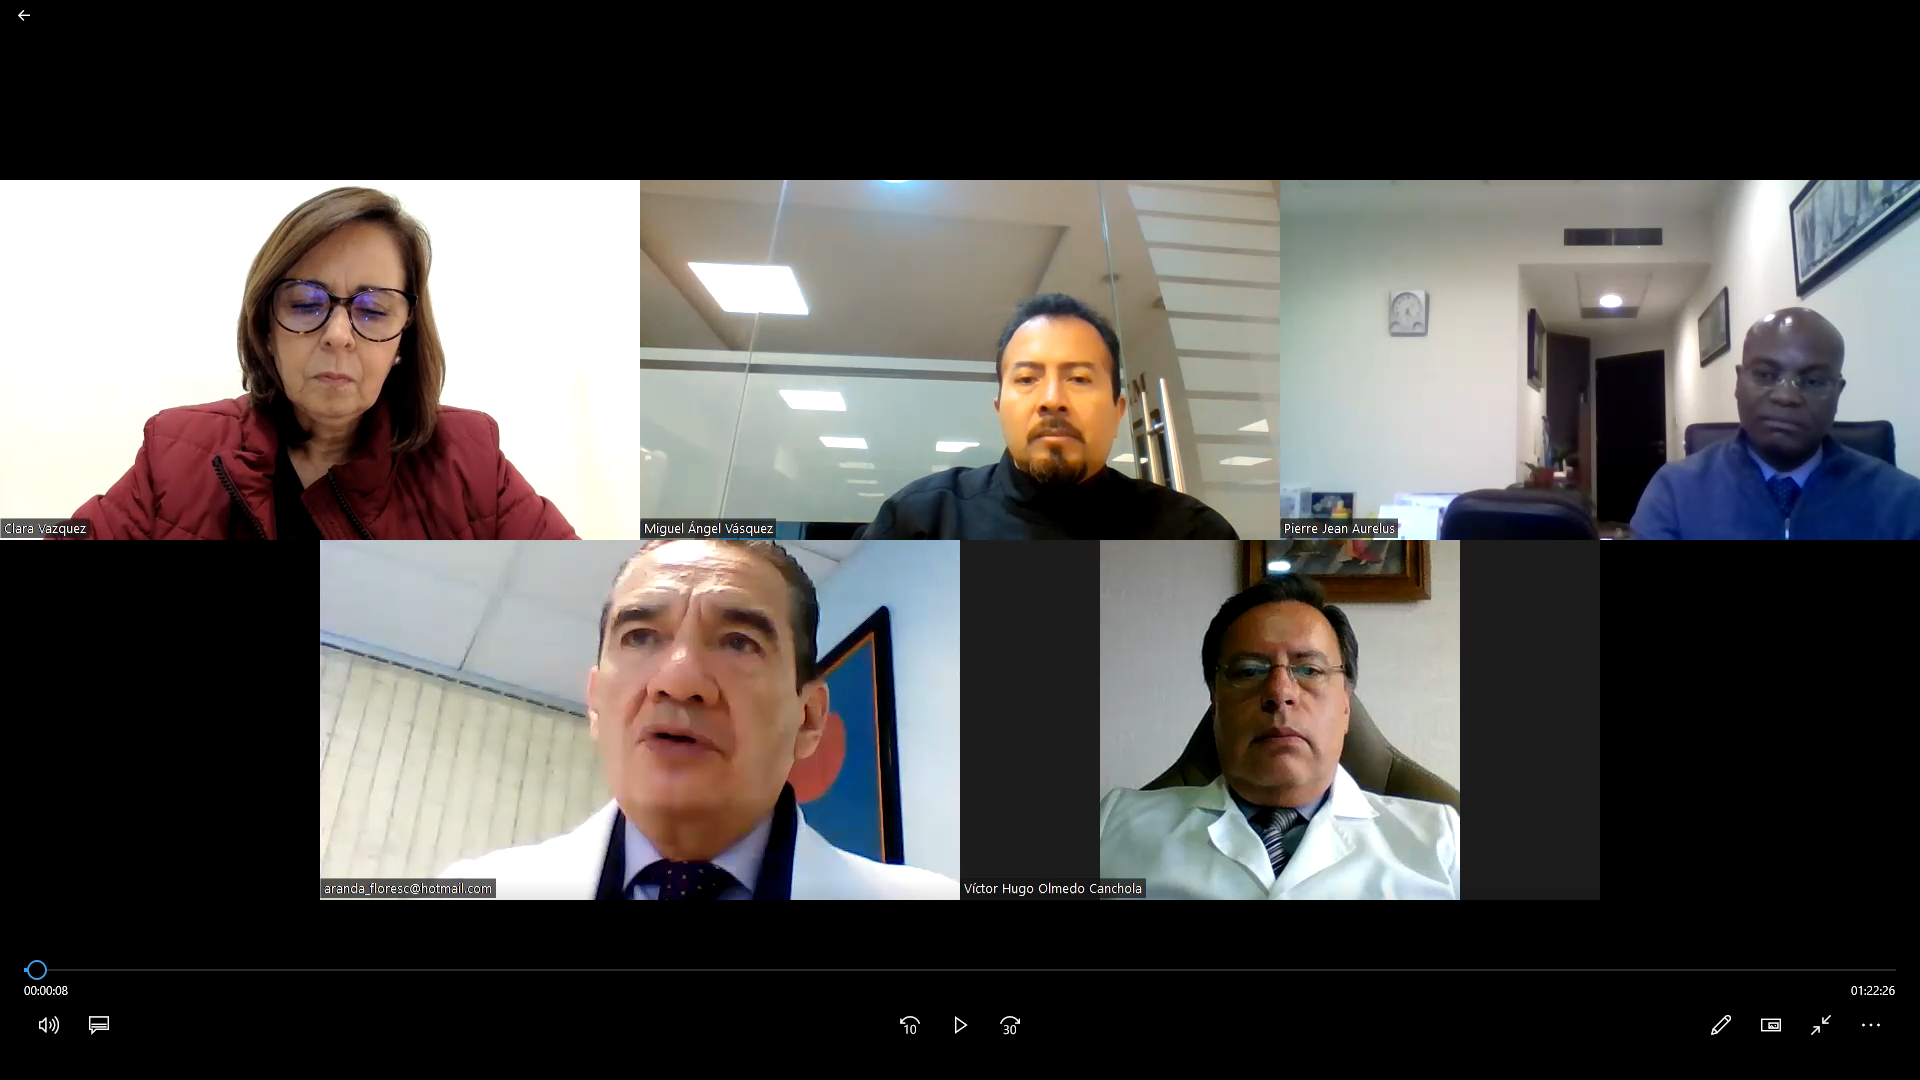 Clara Vazquez
Miguel Ángel Vásquez
Pierre Jean Aurelus
aranda_floresc@hotmail.com
Víctor Hugo Olmedo Canchola
00:00:08
01:22:26
10
30